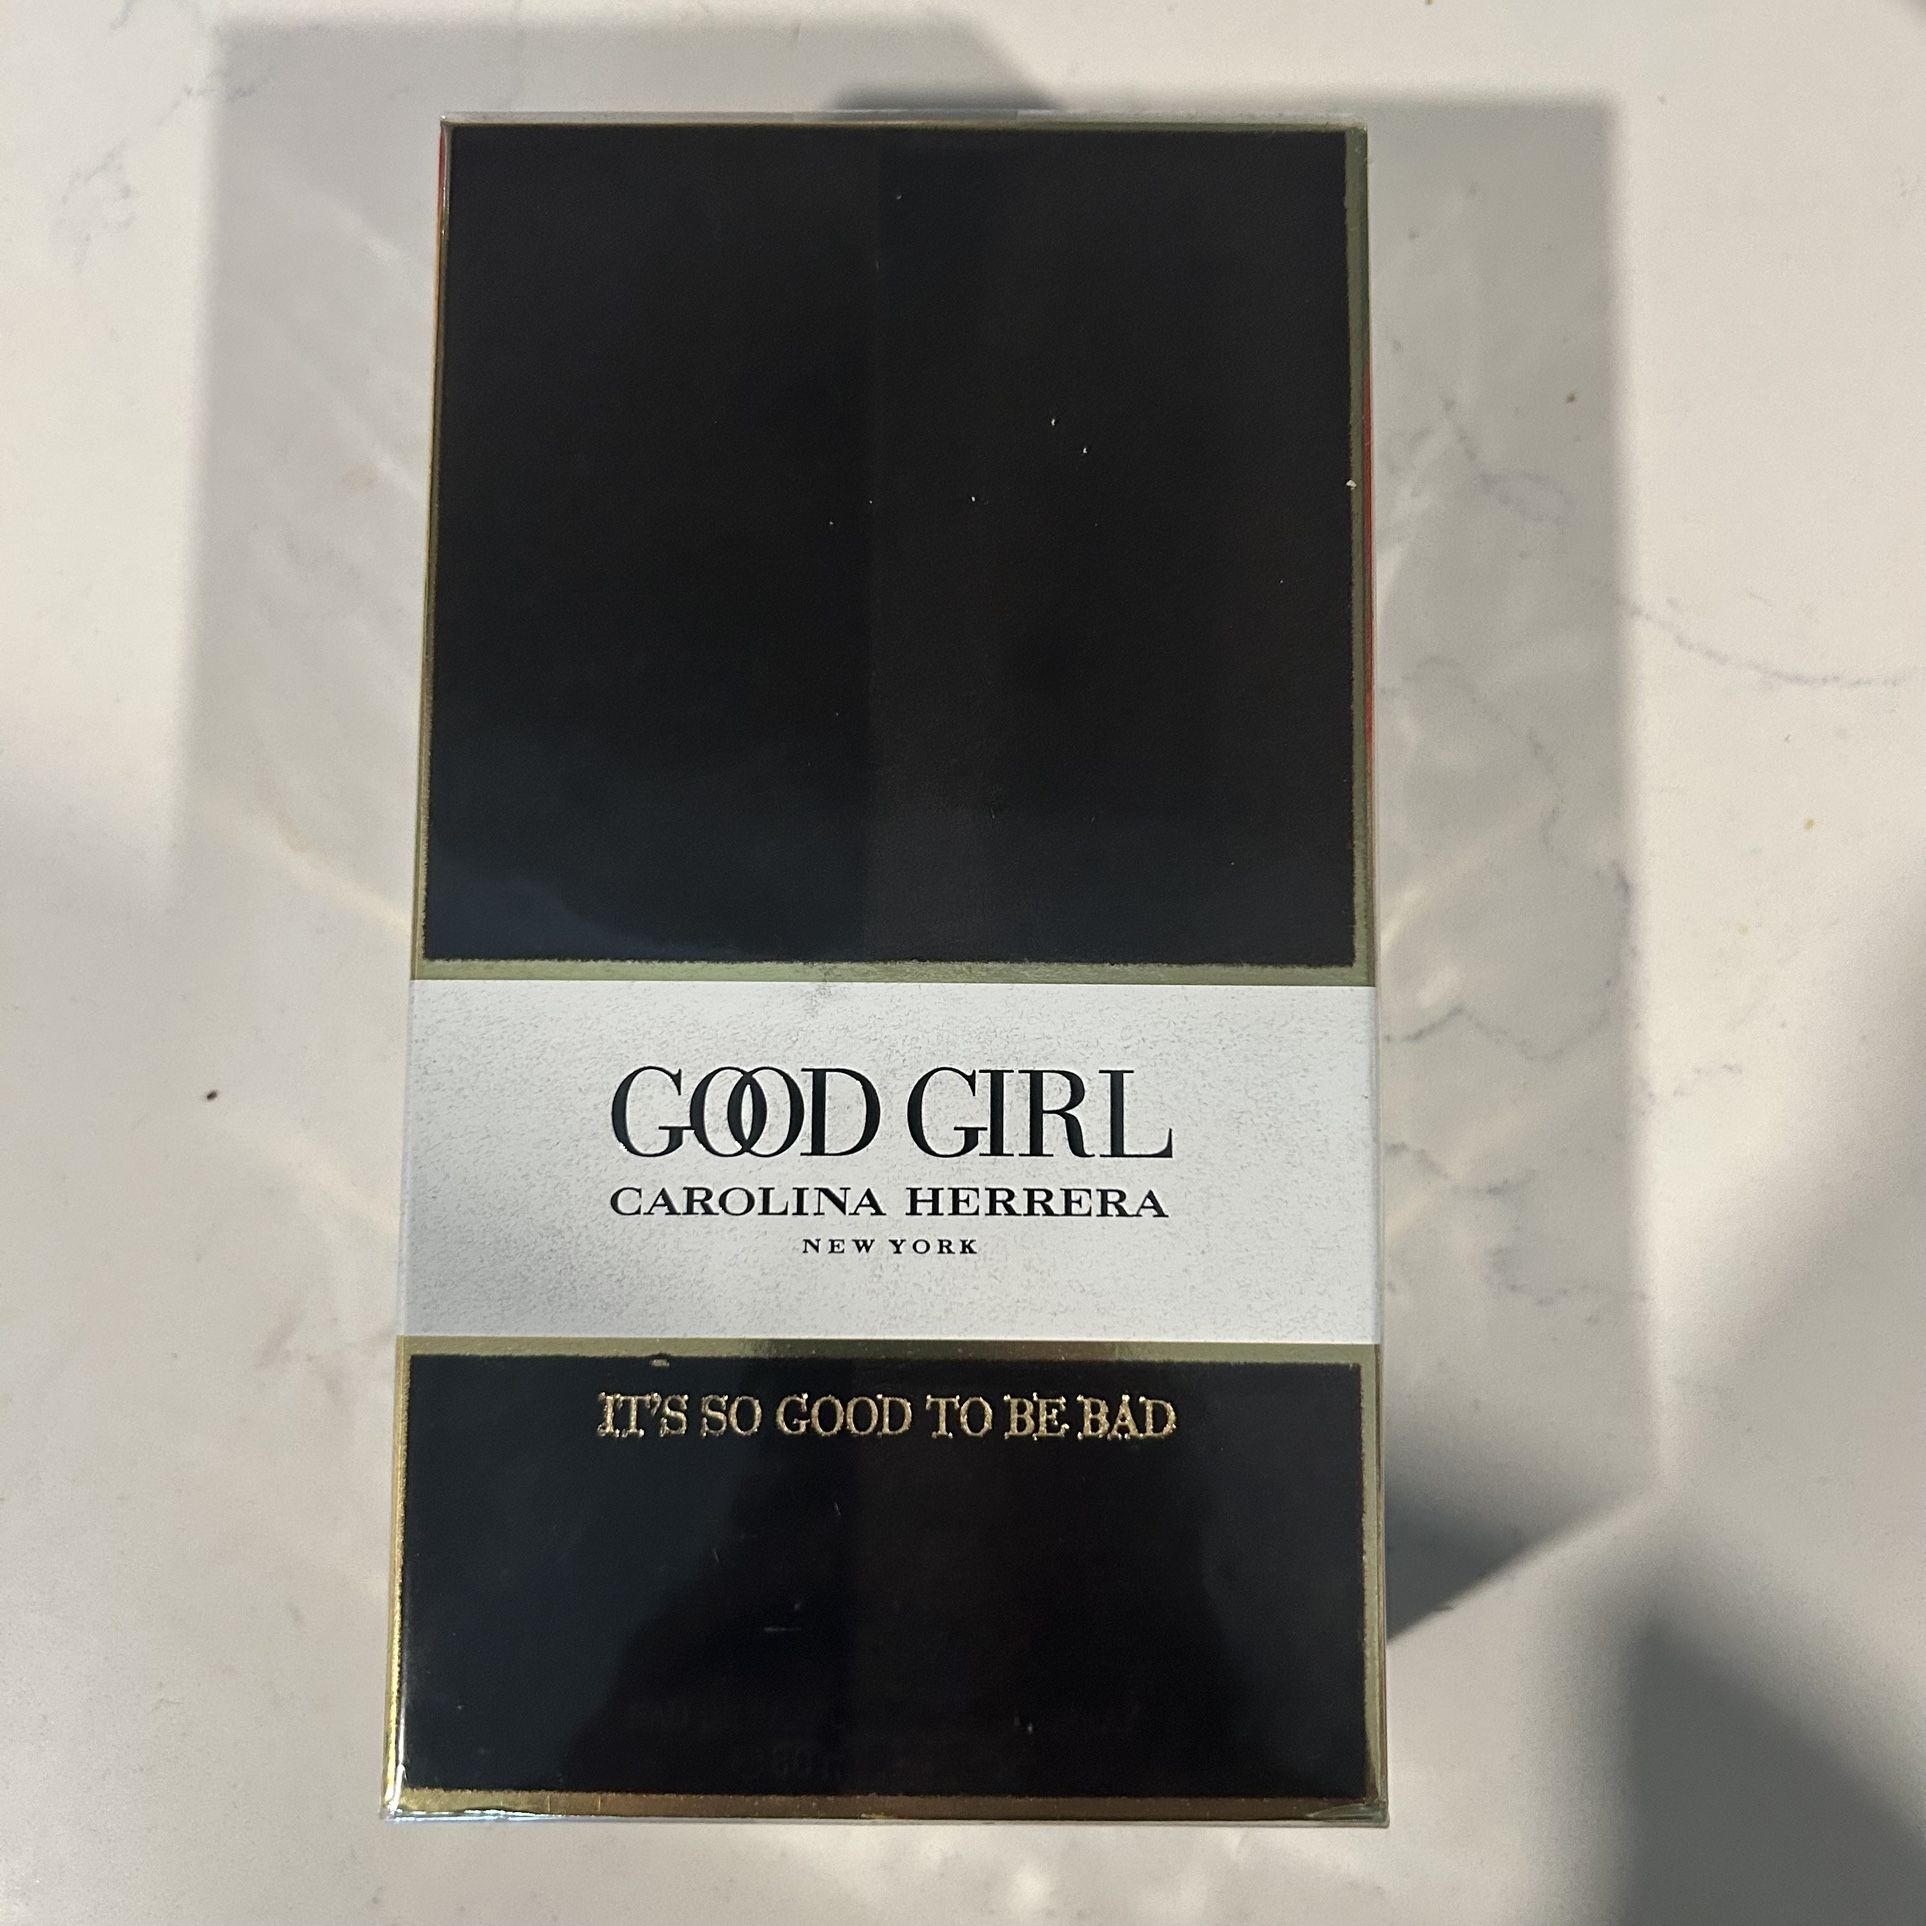 GOOD GIRL
CAROLINA HERRERA
NEW YORK
IT'S SO GOOD TO BE BAD